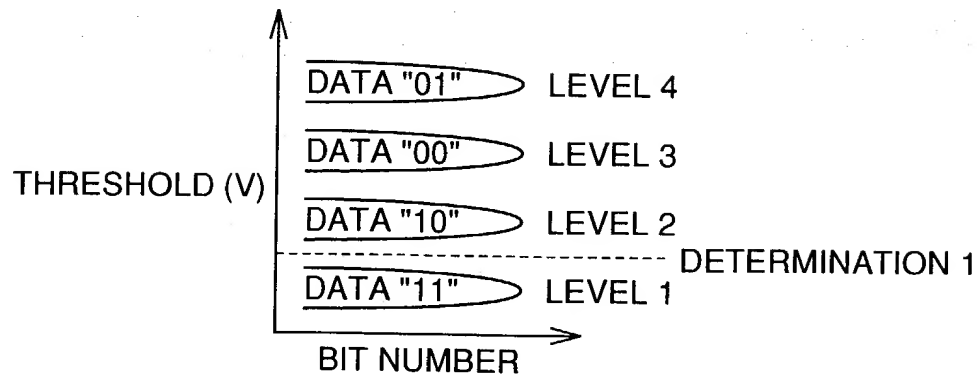 DATA "01" LEVEL 4
DATA "00" LEVEL 3
THRESHOLD (V)
DATA "10" LEVEL 2
DETERMINATION 1
DATA "11" LEVEL 1
BIT NUMBER